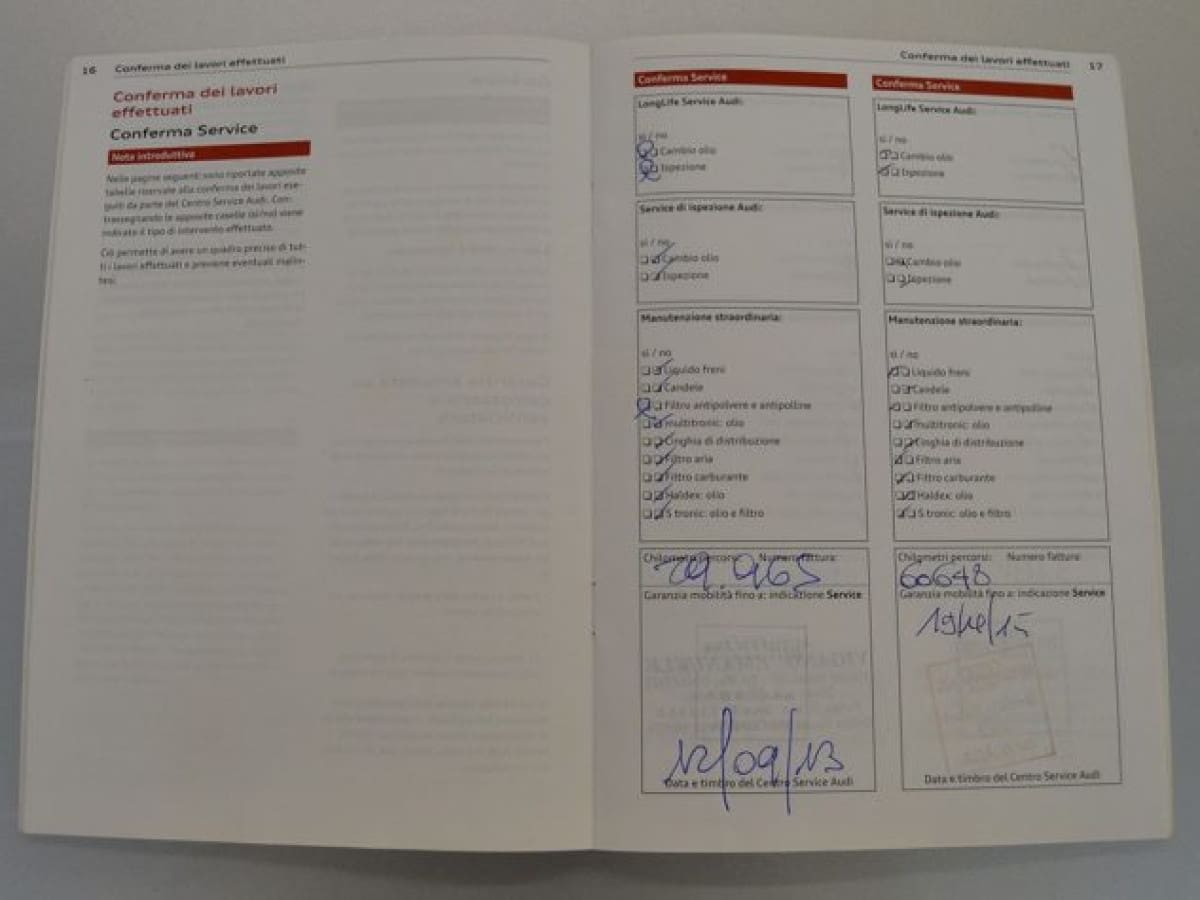 16 Conferma dei lavori effettuati
Conferma dei lavori
effettuati
Conferma Service
Nota introduttiva
Nelle pagine seguenti sono riportate apposite
tabelle riservate alla conferma dei lavori ese-
guiti da parte del Centro Service Audi. Con-
trassegnando le apposite caselle (sì/no) viene
indicato il tipo di intervento effettuato.
Ciò permette di avere un quadro preciso di tut-
ti i lavori effettuati e previene eventuali
Conferma dei lavori effettuati 17
Conferma Service
LongLife Service Audi:
sì / no
Cambio olio
Ispezione
Service di ispezione Audi:
sì / no
Cambio olio
Ispezione
Manutenzione straordinaria:
sì / no
Liquido freni
Candele
Filtro antipolvere e antipolline
multitronic: olio
Cinghia di distribuzione
Filtro aria
Filtro carburante
Haldex: olio
S tronic: olio e filtro
Chilometri percorsi: Numero fattura:
29.965
Garanzia mobilità fino a: indicazione Service
12/09/13
Data e timbro del Centro Service Audi
Conferma Service
LongLife Service Audi:
sì / no
Cambio olio
Ispezione
Service di ispezione Audi:
sì / no
Cambio olio
Ispezione
Manutenzione straordinaria:
sì / no
Liquido freni
Candele
Filtro antipolvere e antipolline
multitronic: olio
Cinghia di distribuzione
Filtro aria
Filtro carburante
Haldex: olio
S tronic: olio e filtro
Chilometri percorsi: Numero fattura:
60648
Garanzia mobilità fino a: indicazione Service
Data e timbro del Centro Service Audi